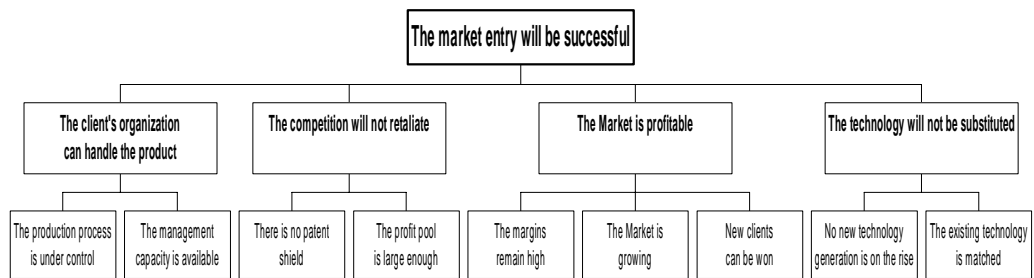 The market entry will be successful
The client's organization
can handle the product
The competition will not retaliate
The Market is profitable
The technology will not be substituted
The production process
is under control
The management
capacity is available
There is no patent
shield
The profit pool
is large enough
The margins
remain high
The Market is
growing
New clients
can be won
No new technology
generation is on the rise
The existing technology
is matched